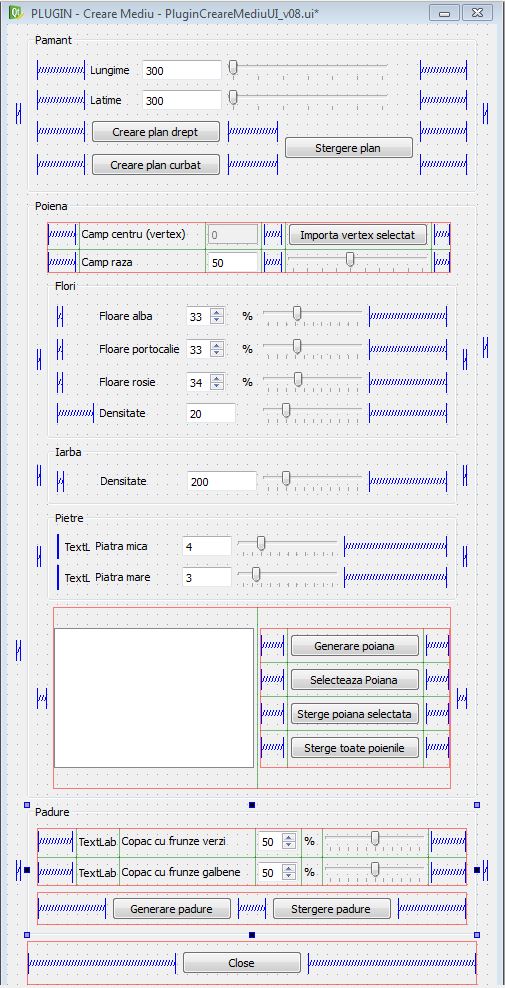 PLUGIN - Creare Mediu - PluginCreareMediuUI_v08.ui*
Pamant
Lungime 300
Latime 300
Creare plan drept
Stergere plan
Creare plan curbat
Poiena
Camp centru (vertex) 0 Importa vertex selectat
Camp raza 50
Flori
Floare alba 33 %
Floare portocalie 33 %
Floare rosie 34 %
Densitate 20
Iarba
Densitate 200
Pietre
TextL Piatra mica 4
TextL Piatra mare 3
Generare poiana
Selecteaza Poiana
Sterge poiana selectata
Sterge toate poienile
Padure
TextLab Copac cu frunze verzi 50 %
TextLab Copac cu frunze galbene 50 %
Generare padure Stergere padure
Close